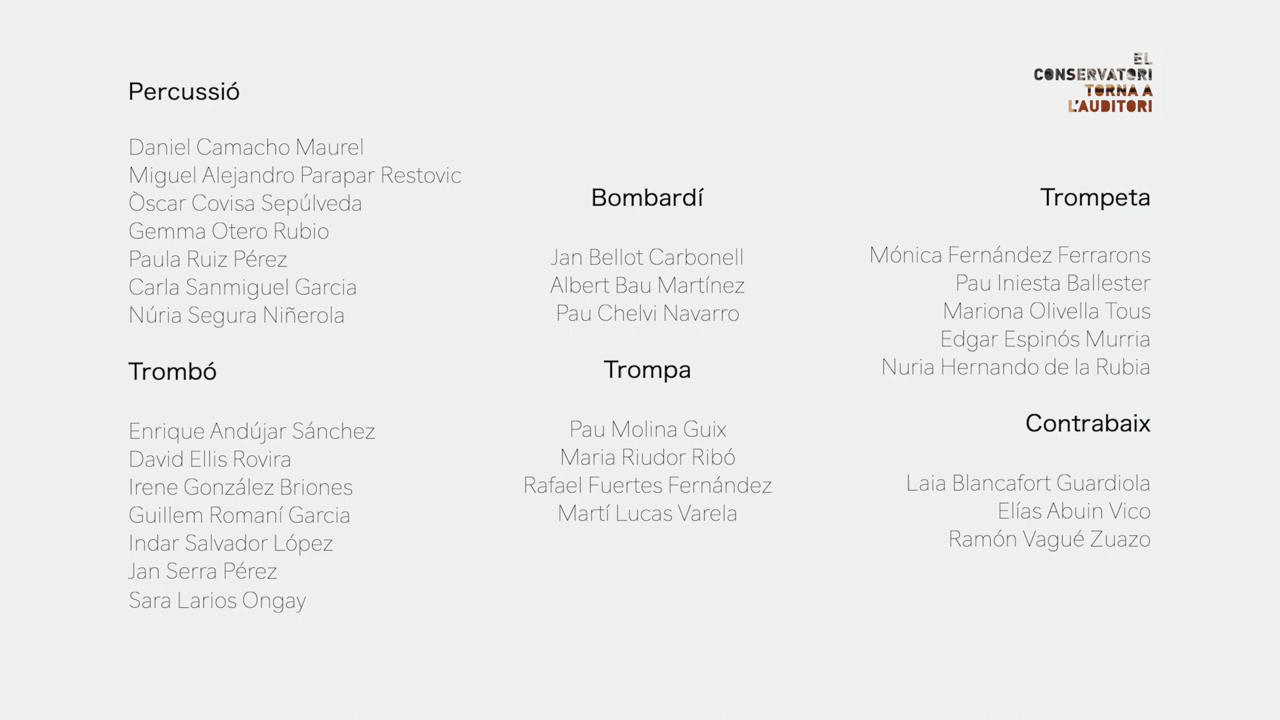 Percussió
Daniel Camacho Maurel
Miguel Alejandro Parapar Restovic
Òscar Covisa Sepúlveda
Gemma Otero Rubio
Paula Ruiz Pérez
Carla Sanmiguel Garcia
Núria Segura Niñerola
Trombó
Enrique Andújar Sánchez
David Ellis Rovira
Irene González Briones
Guillem Romaní Garcia
Indar Salvador López
Jan Serra Pérez
Sara Larios Ongay
Bombardí
Jan Bellot Carbonell
Albert Bau Martínez
Pau Chelvi Navarro
Trompa
Pau Molina Guix
Maria Riudor Ribó
Rafael Fuertes Fernández
Martí Lucas Varela
EL
CONSERVATORI
TORNA A
L'AUDITORI
Trompeta
Mónica Fernández Ferrarons
Pau Iniesta Ballester
Mariona Olivella Tous
Edgar Espinós Murria
Nuria Hernando de la Rubia
Contrabaix
Laia Blancafort Guardiola
Elías Abuin Vico
Ramón Vagué Zuazo